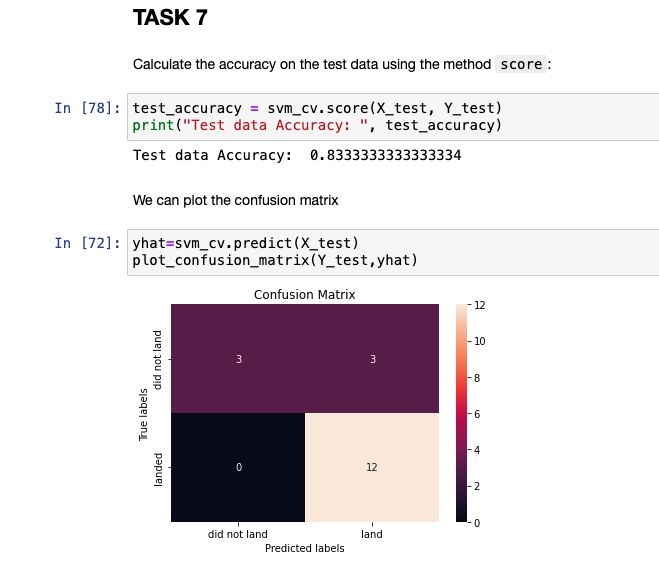 TASK 7
Calculate the accuracy on the test data using the method score :
In [78]: test_accuracy = svm_cv.score(X_test, Y_test)
print("Test data Accuracy: ", test_accuracy)
Test data Accuracy:  0.8333333333333334
We can plot the confusion matrix
In [72]: yhat=svm_cv.predict(X_test)
plot_confusion_matrix(Y_test,yhat)
Confusion Matrix
True labels
did not land
landed
3
3
0
12
did not land
land
Predicted labels
12
10
8
6
4
2
0